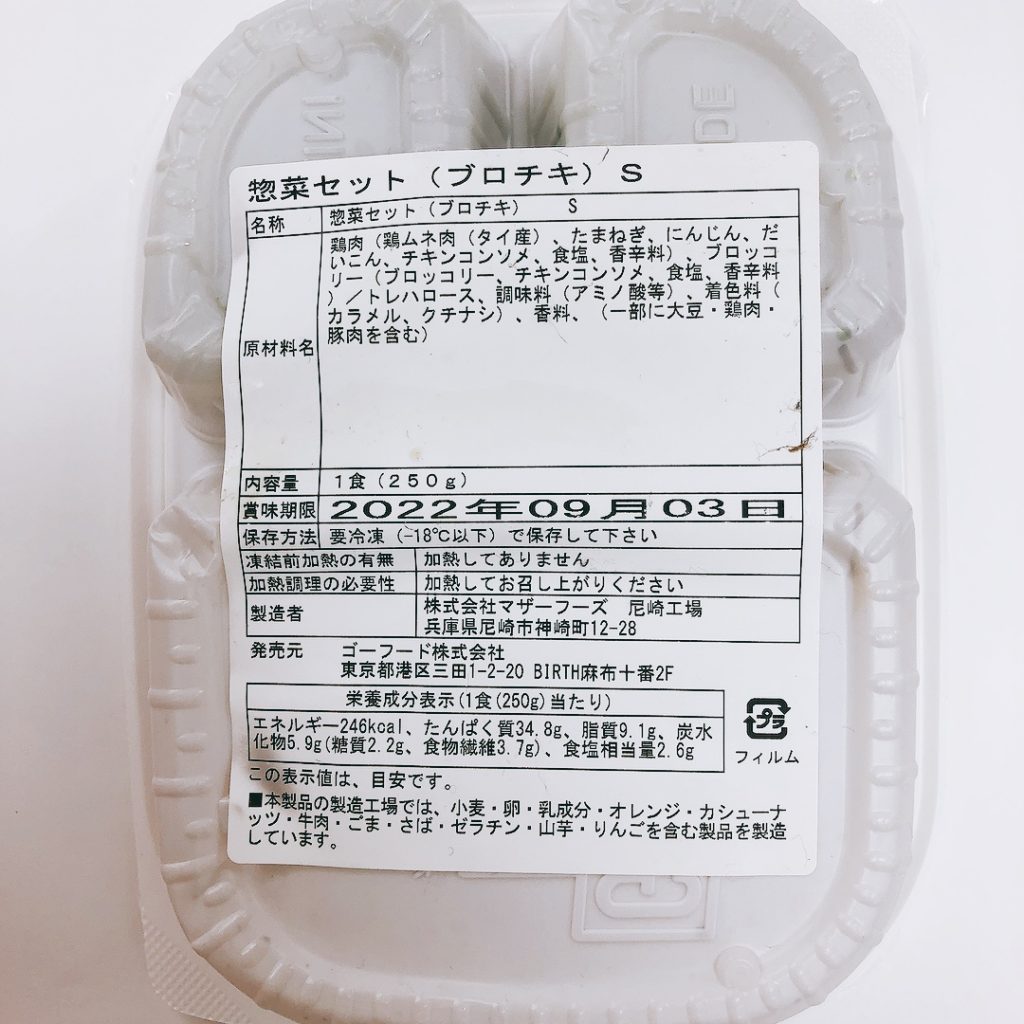 惣菜セット（ブロチキ）S
名称 惣菜セット（ブロチキ） S
原材料名
鶏肉（鶏ムネ肉（タイ産）、たまねぎ、にんじん、だ
いこん、チキンコンソメ、食塩、香辛料）、ブロッコ
リー（ブロッコリー、チキンコンソメ、食塩、香辛料
）／トレハロース、調味料（アミノ酸等）、着色料（
カラメル、クチナシ）、香料、（一部に大豆・鶏肉・
豚肉を含む）
内容量 1食（250g）
賞味期限 2022年09月03日
保存方法 要冷凍（-18℃以下）で保存して下さい
凍結前加熱の有無 加熱してありません
加熱調理の必要性 加熱してお召し上がりください
製造者 株式会社マザーフーズ 尼崎工場
兵庫県尼崎市神崎町12-28
発売元 ゴーフード株式会社
東京都港区三田1-2-20 BIRTH麻布十番2F
栄養成分表示(1食(250g)当たり)
エネルギー246kcal、たんぱく質34.8g、脂質9.1g、炭水
化物5.9g(糖質2.2g、食物繊維3.7g)、食塩相当量2.6g
プラ
フィルム
この表示値は、目安です。
■本製品の製造工場では、小麦・卵・乳成分・オレンジ・カシューナ
ッツ・牛肉・ごま・さば・ゼラチン・山芋・りんごを含む製品を製造
しています。